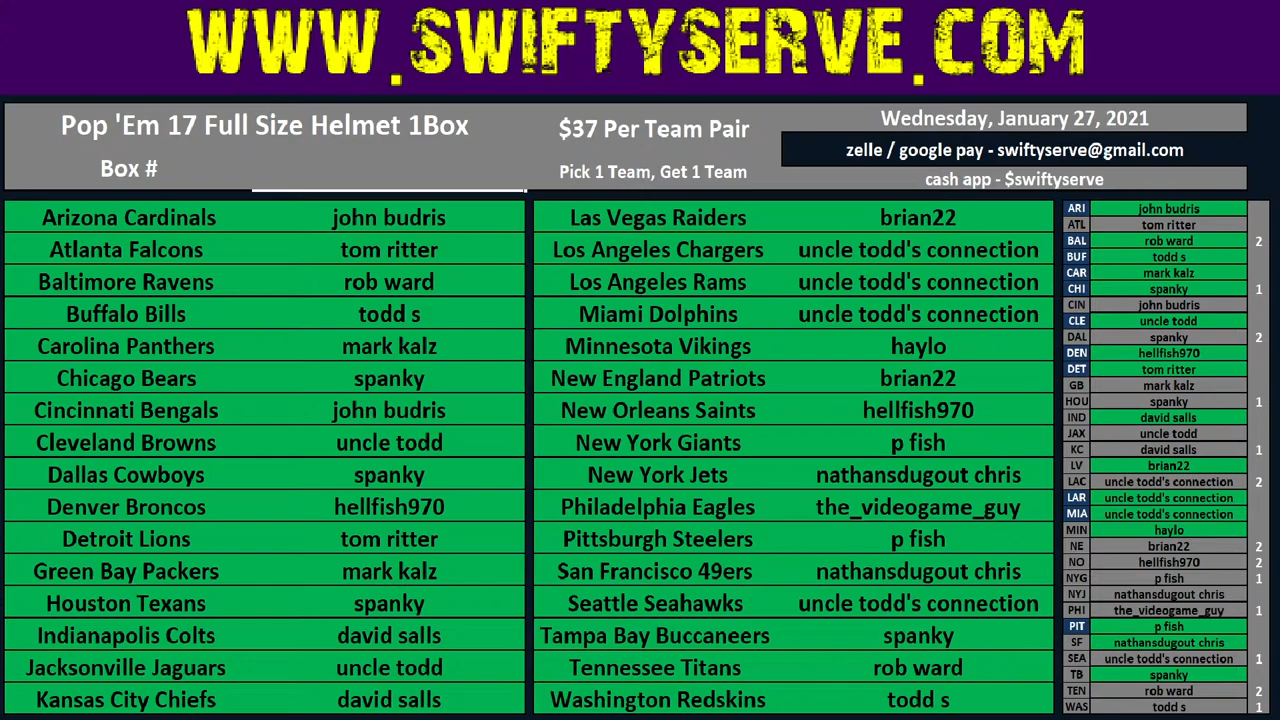 WWW.SWIFTYSERVE.COM
Pop 'Em 17 Full Size Helmet 1Box
Box #
$37 Per Team Pair
Pick 1 Team, Get 1 Team
Wednesday, January 27, 2021
zelle / google pay - swiftyserve@gmail.com
cash app - $swiftyserve
Arizona Cardinals john budris
Atlanta Falcons tom ritter
Baltimore Ravens rob ward
Buffalo Bills todd s
Carolina Panthers mark kalz
Chicago Bears spanky
Cincinnati Bengals john budris
Cleveland Browns uncle todd
Dallas Cowboys spanky
Denver Broncos hellfish970
Detroit Lions tom ritter
Green Bay Packers mark kalz
Houston Texans spanky
Indianapolis Colts david salls
Jacksonville Jaguars uncle todd
Kansas City Chiefs david salls
Las Vegas Raiders brian22
Los Angeles Chargers uncle todd's connection
Los Angeles Rams uncle todd's connection
Miami Dolphins uncle todd's connection
Minnesota Vikings haylo
New England Patriots brian22
New Orleans Saints hellfish970
New York Giants p fish
New York Jets nathansdugout chris
Philadelphia Eagles the_videogame_guy
Pittsburgh Steelers p fish
San Francisco 49ers nathansdugout chris
Seattle Seahawks uncle todd's connection
Tampa Bay Buccaneers spanky
Tennessee Titans rob ward
Washington Redskins todd s
ARI john budris
ATL tom ritter
BAL rob ward 2
BUF todd s
CAR mark kalz
CHI spanky 1
CIN john budris
CLE uncle todd
DAL spanky 2
DEN hellfish970
DET tom ritter
GB mark kalz
HOU spanky 1
IND david salls
JAX uncle todd
KC david salls 1
LV brian22
LAC uncle todd's connection 2
LAR uncle todd's connection
MIA uncle todd's connection
MIN haylo
NE brian22 2
NO hellfish970 2
NYG p fish 1
NYJ nathansdugout chris
PHI the_videogame_guy 1
PIT p fish
SF nathansdugout chris
SEA uncle todd's connection 1
TB spanky
TEN rob ward 2
WAS todd s 1